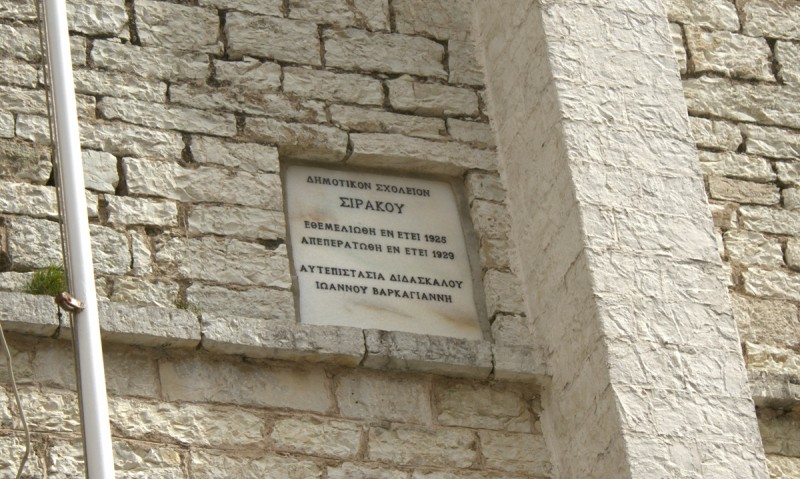 ΔΗΜΟΤΙΚΟΝ ΣΧΟΛΕΙΟΝ
ΣΙΡΑΚΟΥ
ΕΘΕΜΕΛΙΩΘΗ ΕΝ ΕΤΕΙ 1925
ΑΠΕΠΕΡΑΤΩΘΗ ΕΝ ΕΤΕΙ 1929
ΑΥΤΕΠΙΣΤΑΣΙΑ ΔΙΔΑΣΚΑΛΟΥ
ΙΩΑΝΝΟΥ ΒΑΡΚΑΓΙΑΝΝΗ